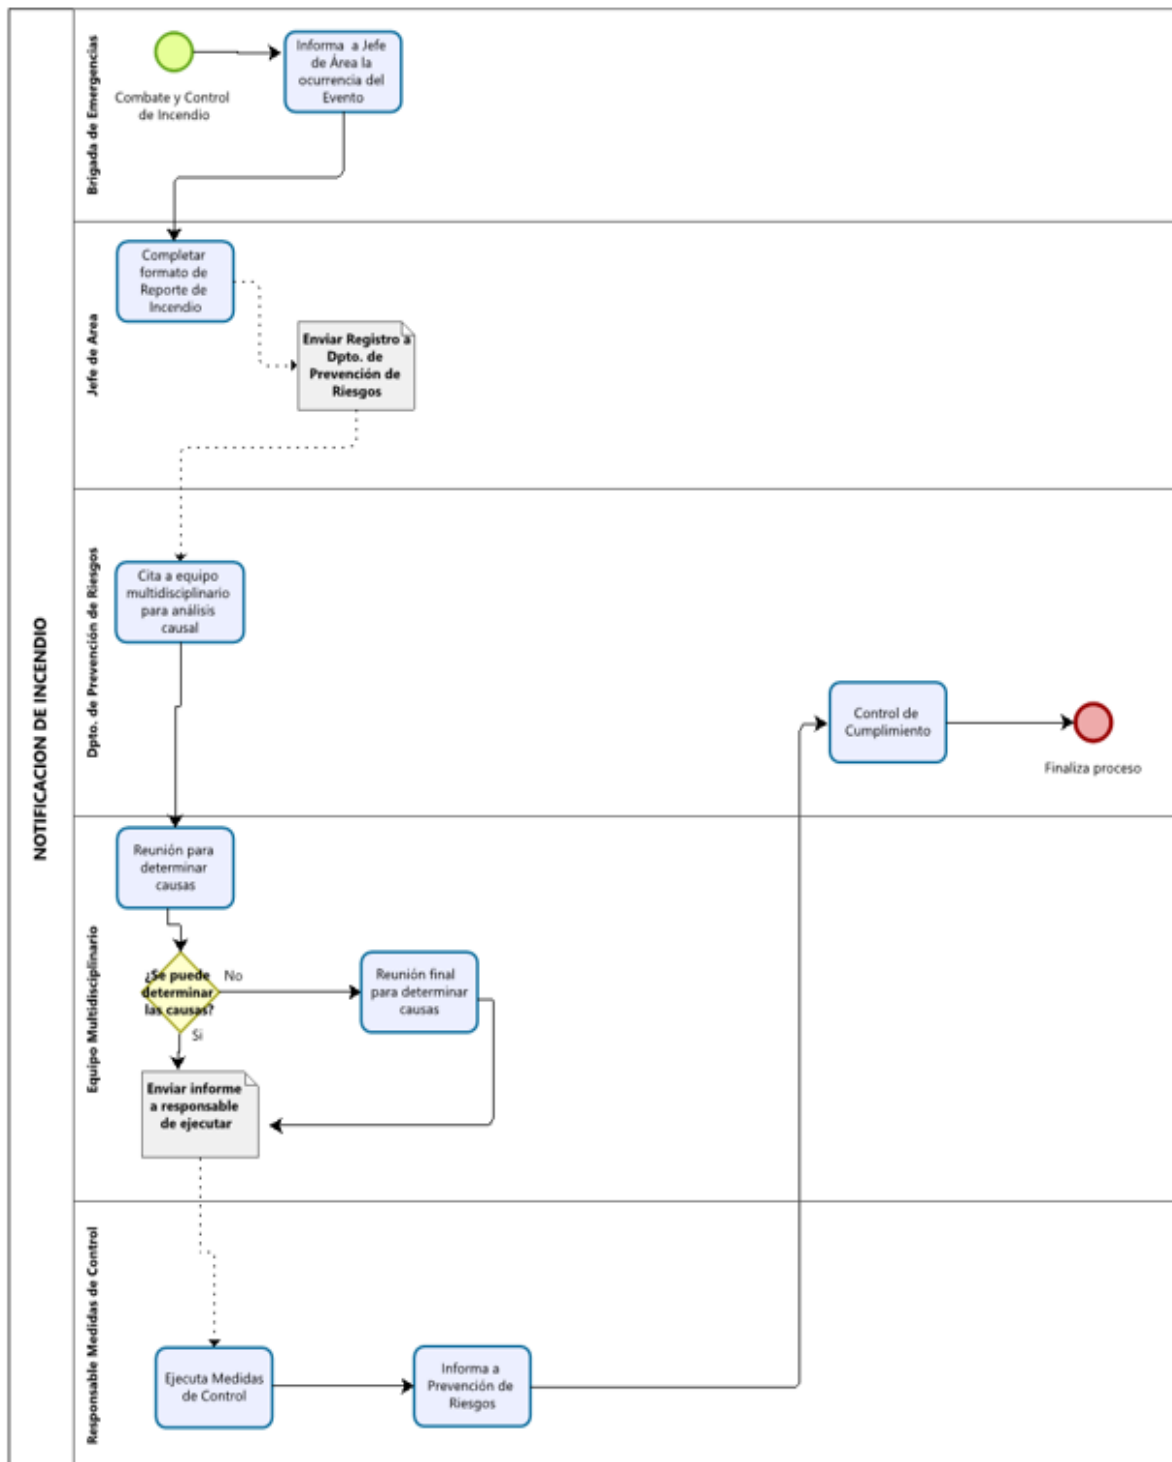 NOTIFICACION DE INCENDIO
Brigada de Emergencias
Combate y Control
de Incendio
Informa a Jefe
de Área la
ocurrencia del
Evento
Jefe de Area
Completar
formato de
Reporte de
Incendio
Enviar Registro a
Dpto. de
Prevención de
Riesgos
Dpto. de Prevención de Riesgos
Cita a equipo
multidisciplinario
para análisis
causal
Control de
Cumplimiento
Finaliza proceso
Equipo Multidisciplinario
Reunión para
determinar
causas
¿Se puede
determinar
las causas?
No
Si
Reunión final
para determinar
causas
Enviar informe
a responsable
de ejecutar
Responsable Medidas de Control
Ejecuta Medidas
de Control
Informa a
Prevención de
Riesgos